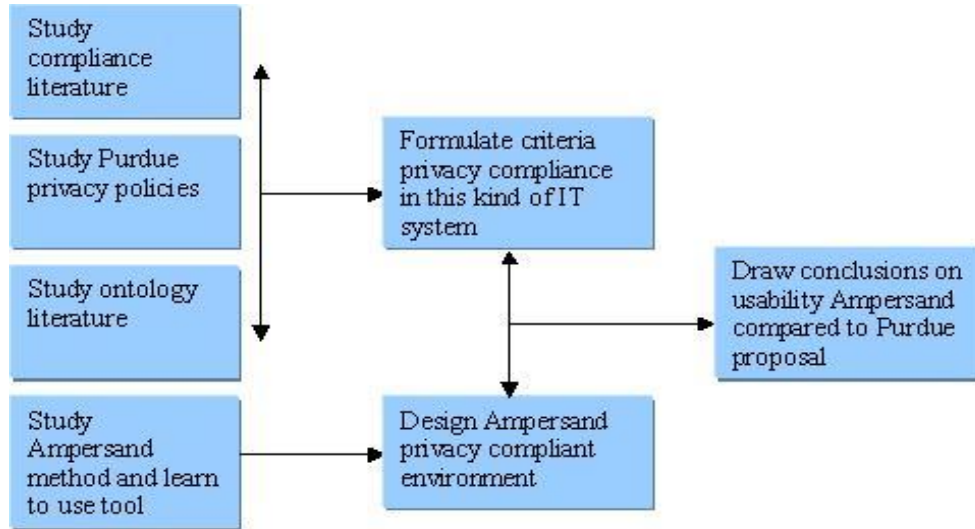 Study
compliance
literature
Study Purdue
privacy policies
Study ontology
literature
Study
Ampersand
method and learn
to use tool
Formulate criteria
privacy compliance
in this kind of IT
system
Design Ampersand
privacy compliant
environment
Draw conclusions on
usability Ampersand
compared to Purdue
proposal